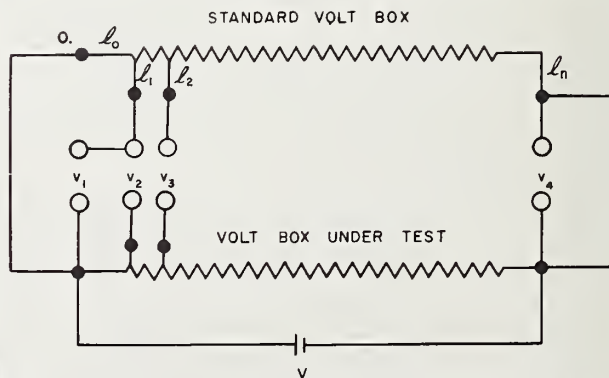 STANDARD VOLT BOX
0. ℓ₀
ℓ₁ ℓ₂ ℓn
V₁ V₂ V₃ V₄
VOLT BOX UNDER TEST
V